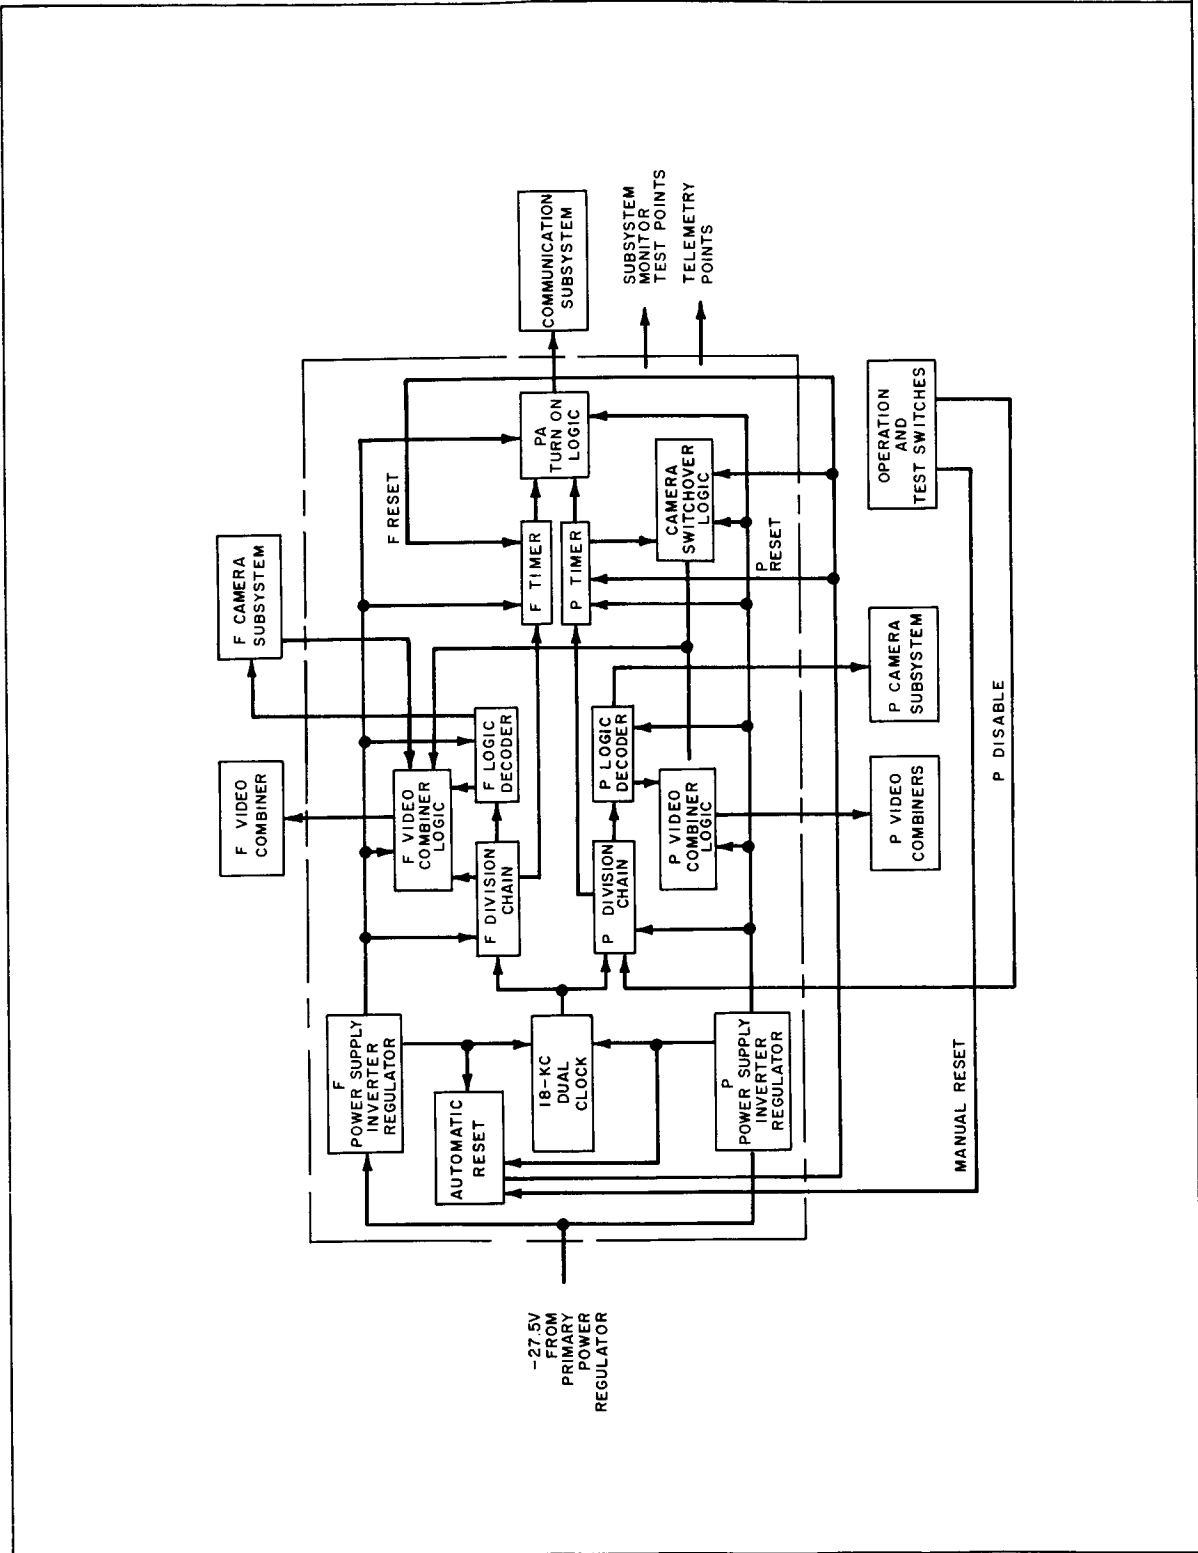 F VIDEO
COMBINER
F CAMERA
SUBSYSTEM
F
POWER SUPPLY
INVERTER
REGULATOR
F VIDEO
COMBINER
LOGIC
F RESET
AUTOMATIC
RESET
F DIVISION
CHAIN
F LOGIC
DECODER
F TIMER
PA
TURN ON
LOGIC
COMMUNICATION
SUBSYSTEM
-27.5V
FROM
PRIMARY
POWER
REGULATOR
18-KC
DUAL
CLOCK
P DIVISION
CHAIN
P LOGIC
DECODER
P TIMER
SUBSYSTEM
MONITOR
TEST POINTS
P VIDEO
COMBINER
LOGIC
CAMERA
SWITCHOVER
LOGIC
TELEMETRY
POINTS
P
POWER SUPPLY
INVERTER
REGULATOR
P
RESET
P VIDEO
COMBINERS
P CAMERA
SUBSYSTEM
OPERATION
AND
TEST SWITCHES
MANUAL RESET
P DISABLE